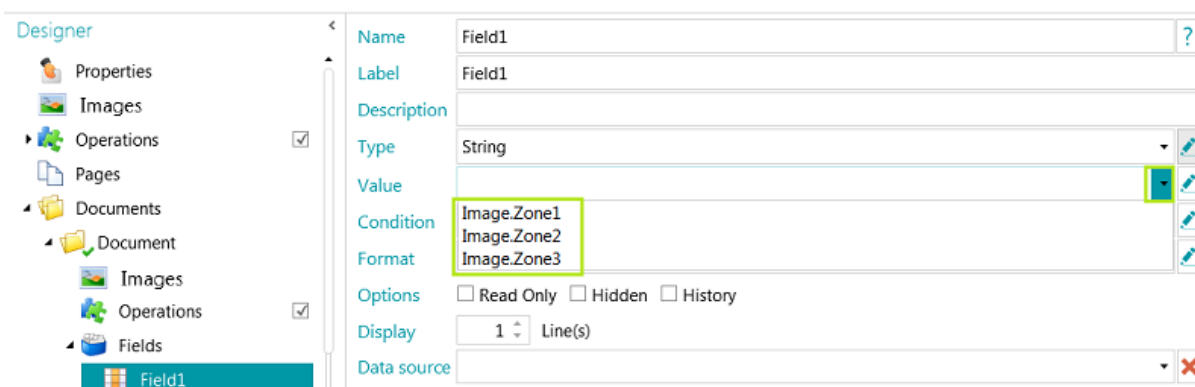 Designer
Properties
Images
Operations
Pages
Documents
Document
Images
Operations
Fields
Field1
Name Field1 ?
Label Field1
Description
Type String
Value
Condition
Format
Image.Zone1
Image.Zone2
Image.Zone3
Options Read Only Hidden History
Display 1 Line(s)
Data source